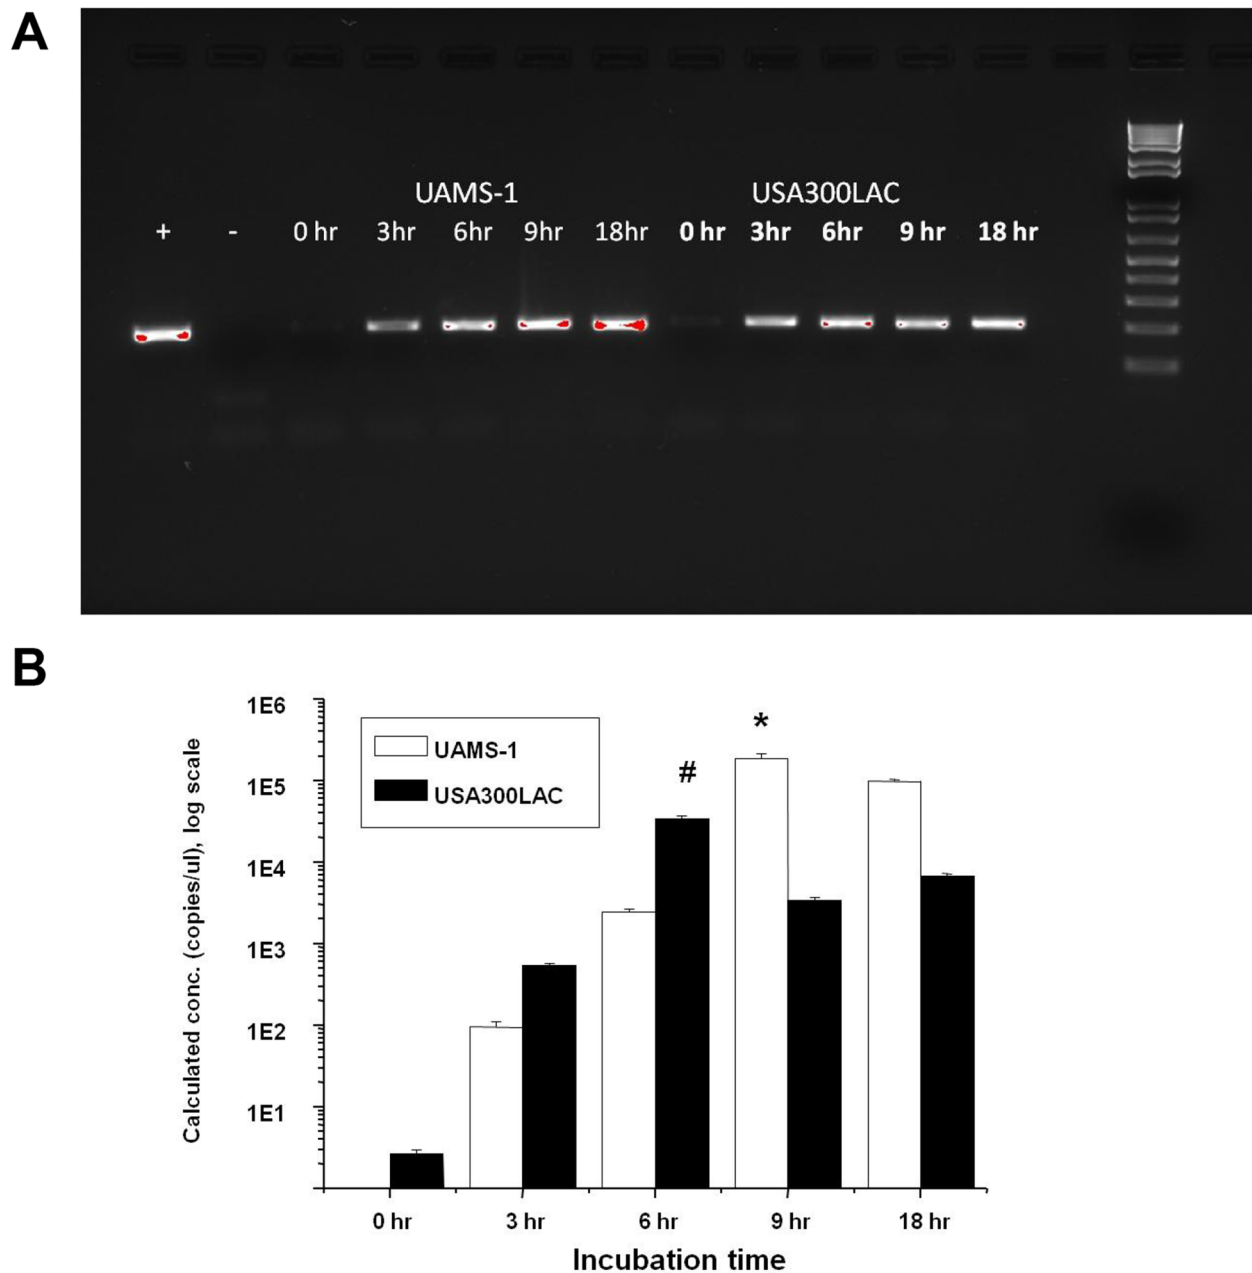 A
UAMS-1 USA300LAC
+ - 0 hr 3hr 6hr 9hr 18hr 0 hr 3hr 6hr 9 hr 18 hr
B
Calculated conc. (copies/ul), log scale
1E6
1E5
1E4
1E3
1E2
1E1
UAMS-1
USA300LAC
*
#
0 hr 3 hr 6 hr 9 hr 18 hr
Incubation time